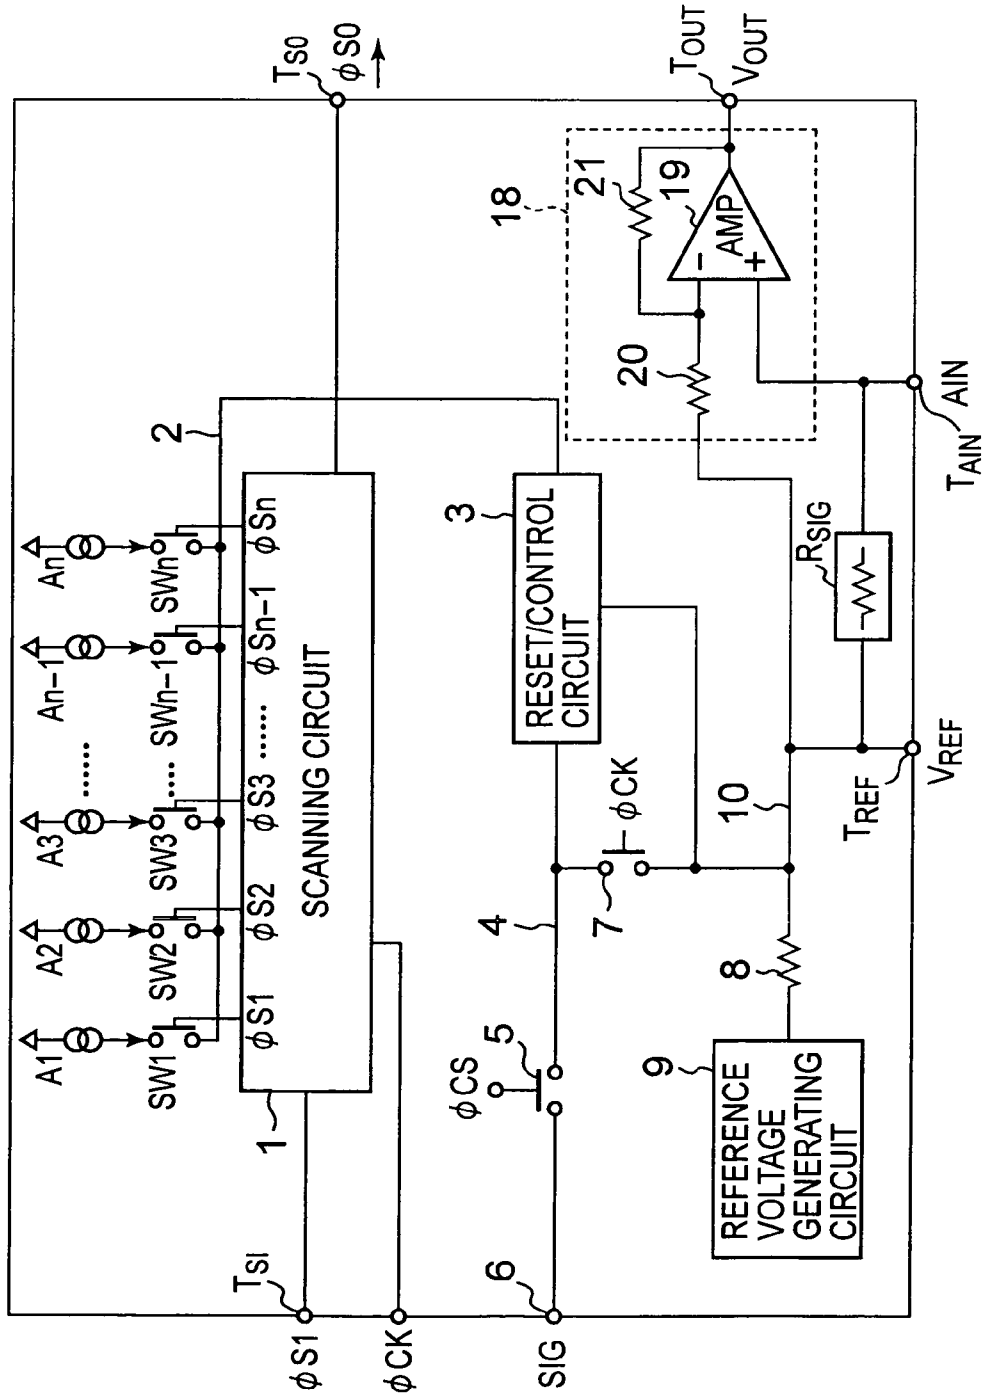 A1 A2 A3 ...... An-1 An
SW1 SW2 SW3 .... SWn-1 SWn
2
ϕS1 ϕS2 ϕS3 ...... ϕSn-1 ϕSn
SCANNING CIRCUIT
1
TSI
ϕS1
ϕCK
TS0
ϕS0
3
RESET/CONTROL
CIRCUIT
ϕCS
5
4
6
SIG
7
ϕCK
18
21
19
AMP
-
+
20
TOUT
VOUT
10
8
9
REFERENCE
VOLTAGE
GENERATING
CIRCUIT
RSIG
TREF
VREF
TAIN
AIN